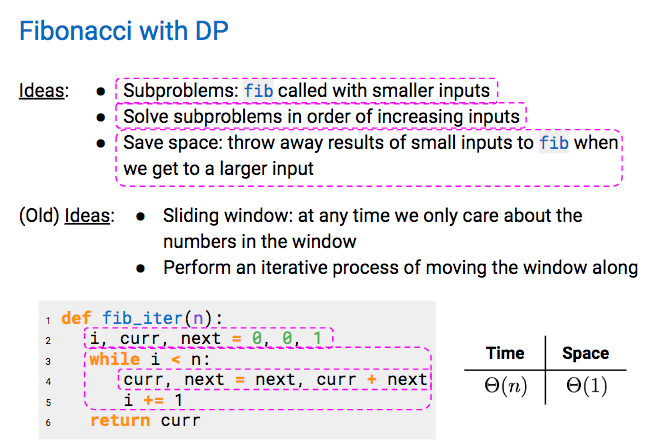 Fibonacci with DP
Ideas:
● Subproblems: fib called with smaller inputs
● Solve subproblems in order of increasing inputs
● Save space: throw away results of small inputs to fib when
we get to a larger input
(Old) Ideas:
● Sliding window: at any time we only care about the
numbers in the window
● Perform an iterative process of moving the window along
1 def fib_iter(n):
2 i, curr, next = 0, 0, 1
3 while i < n:
4 curr, next = next, curr + next
5 i += 1
6 return curr
Time Space
Θ(n) Θ(1)